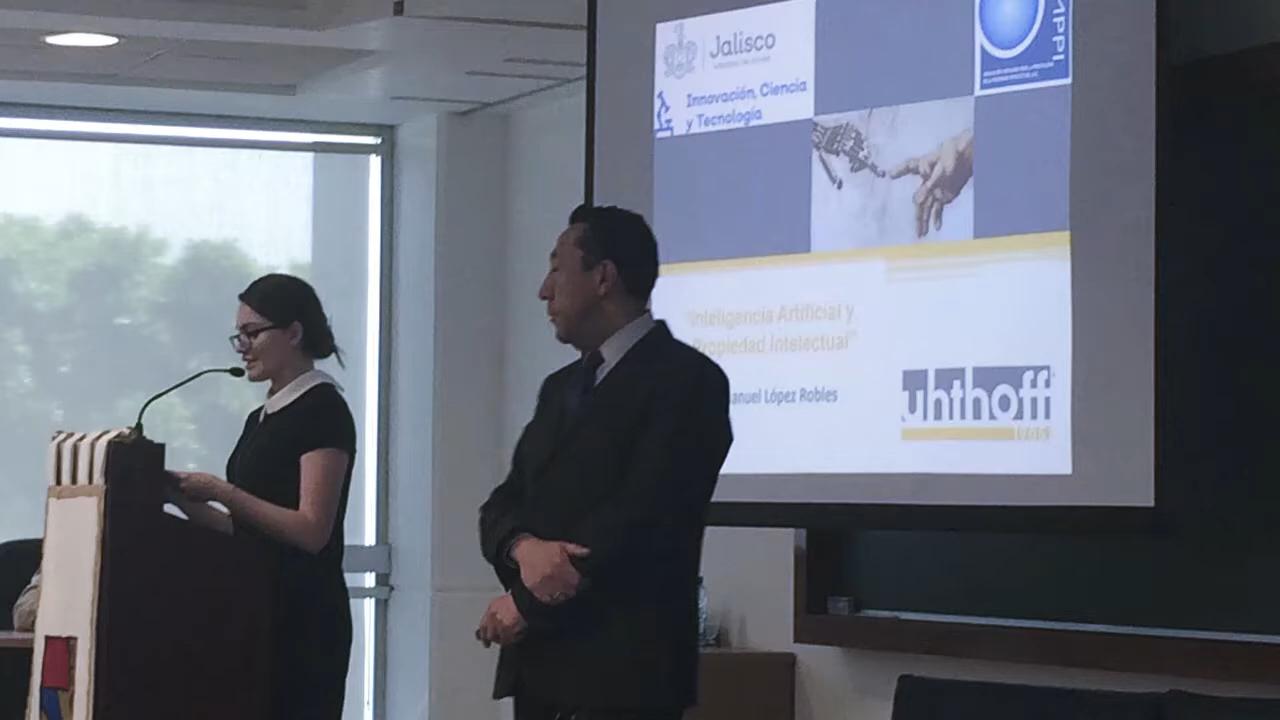 Jalisco
Innovación, Ciencia
y Tecnología
"Inteligencia Artificial y
Propiedad Intelectual"
anuel López Robles
uhthoff